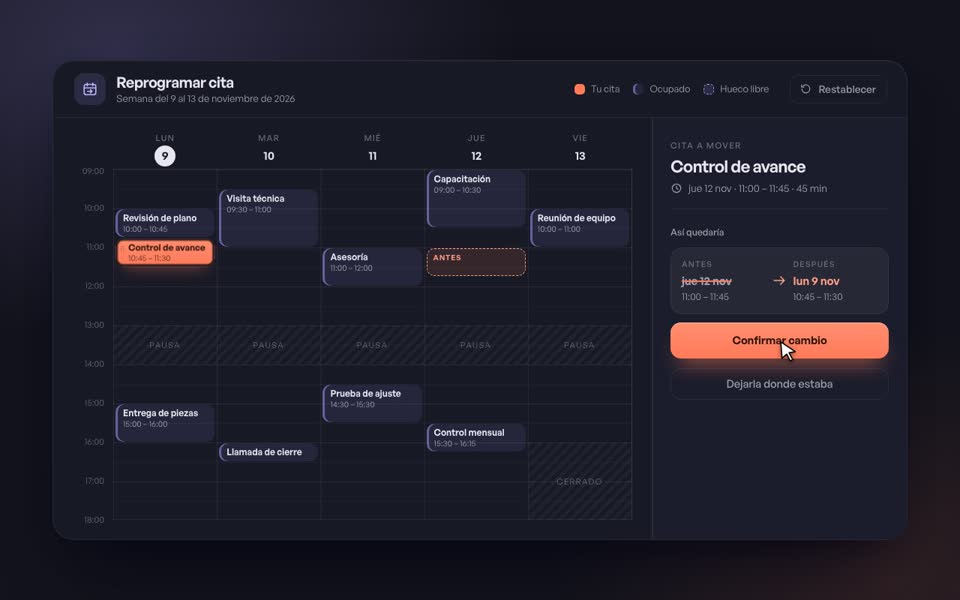 Reprogramar cita
Semana del 9 al 13 de noviembre de 2026
Tu cita
Ocupado
Hueco libre
Restablecer
LUN
9
MAR
10
MIÉ
11
JUE
12
VIE
13
09:00
10:00
11:00
12:00
13:00
14:00
15:00
16:00
17:00
18:00
Revisión de plano
10:00 – 10:45
Control de avance
10:45 – 11:30
PAUSA
Entrega de piezas
15:00 – 16:00
Visita técnica
09:30 – 11:00
PAUSA
Llamada de cierre
Asesoría
11:00 – 12:00
PAUSA
Prueba de ajuste
14:30 – 15:30
Capacitación
09:00 – 10:30
ANTES
PAUSA
Control mensual
15:30 – 16:15
Reunión de equipo
10:00 – 11:00
PAUSA
CERRADO
CITA A MOVER
Control de avance
jue 12 nov · 11:00 – 11:45 · 45 min
Así quedaría
ANTES
jue 12 nov
11:00 – 11:45
DESPUÉS
lun 9 nov
10:45 – 11:30
Confirmar cambio
Dejarla donde estaba